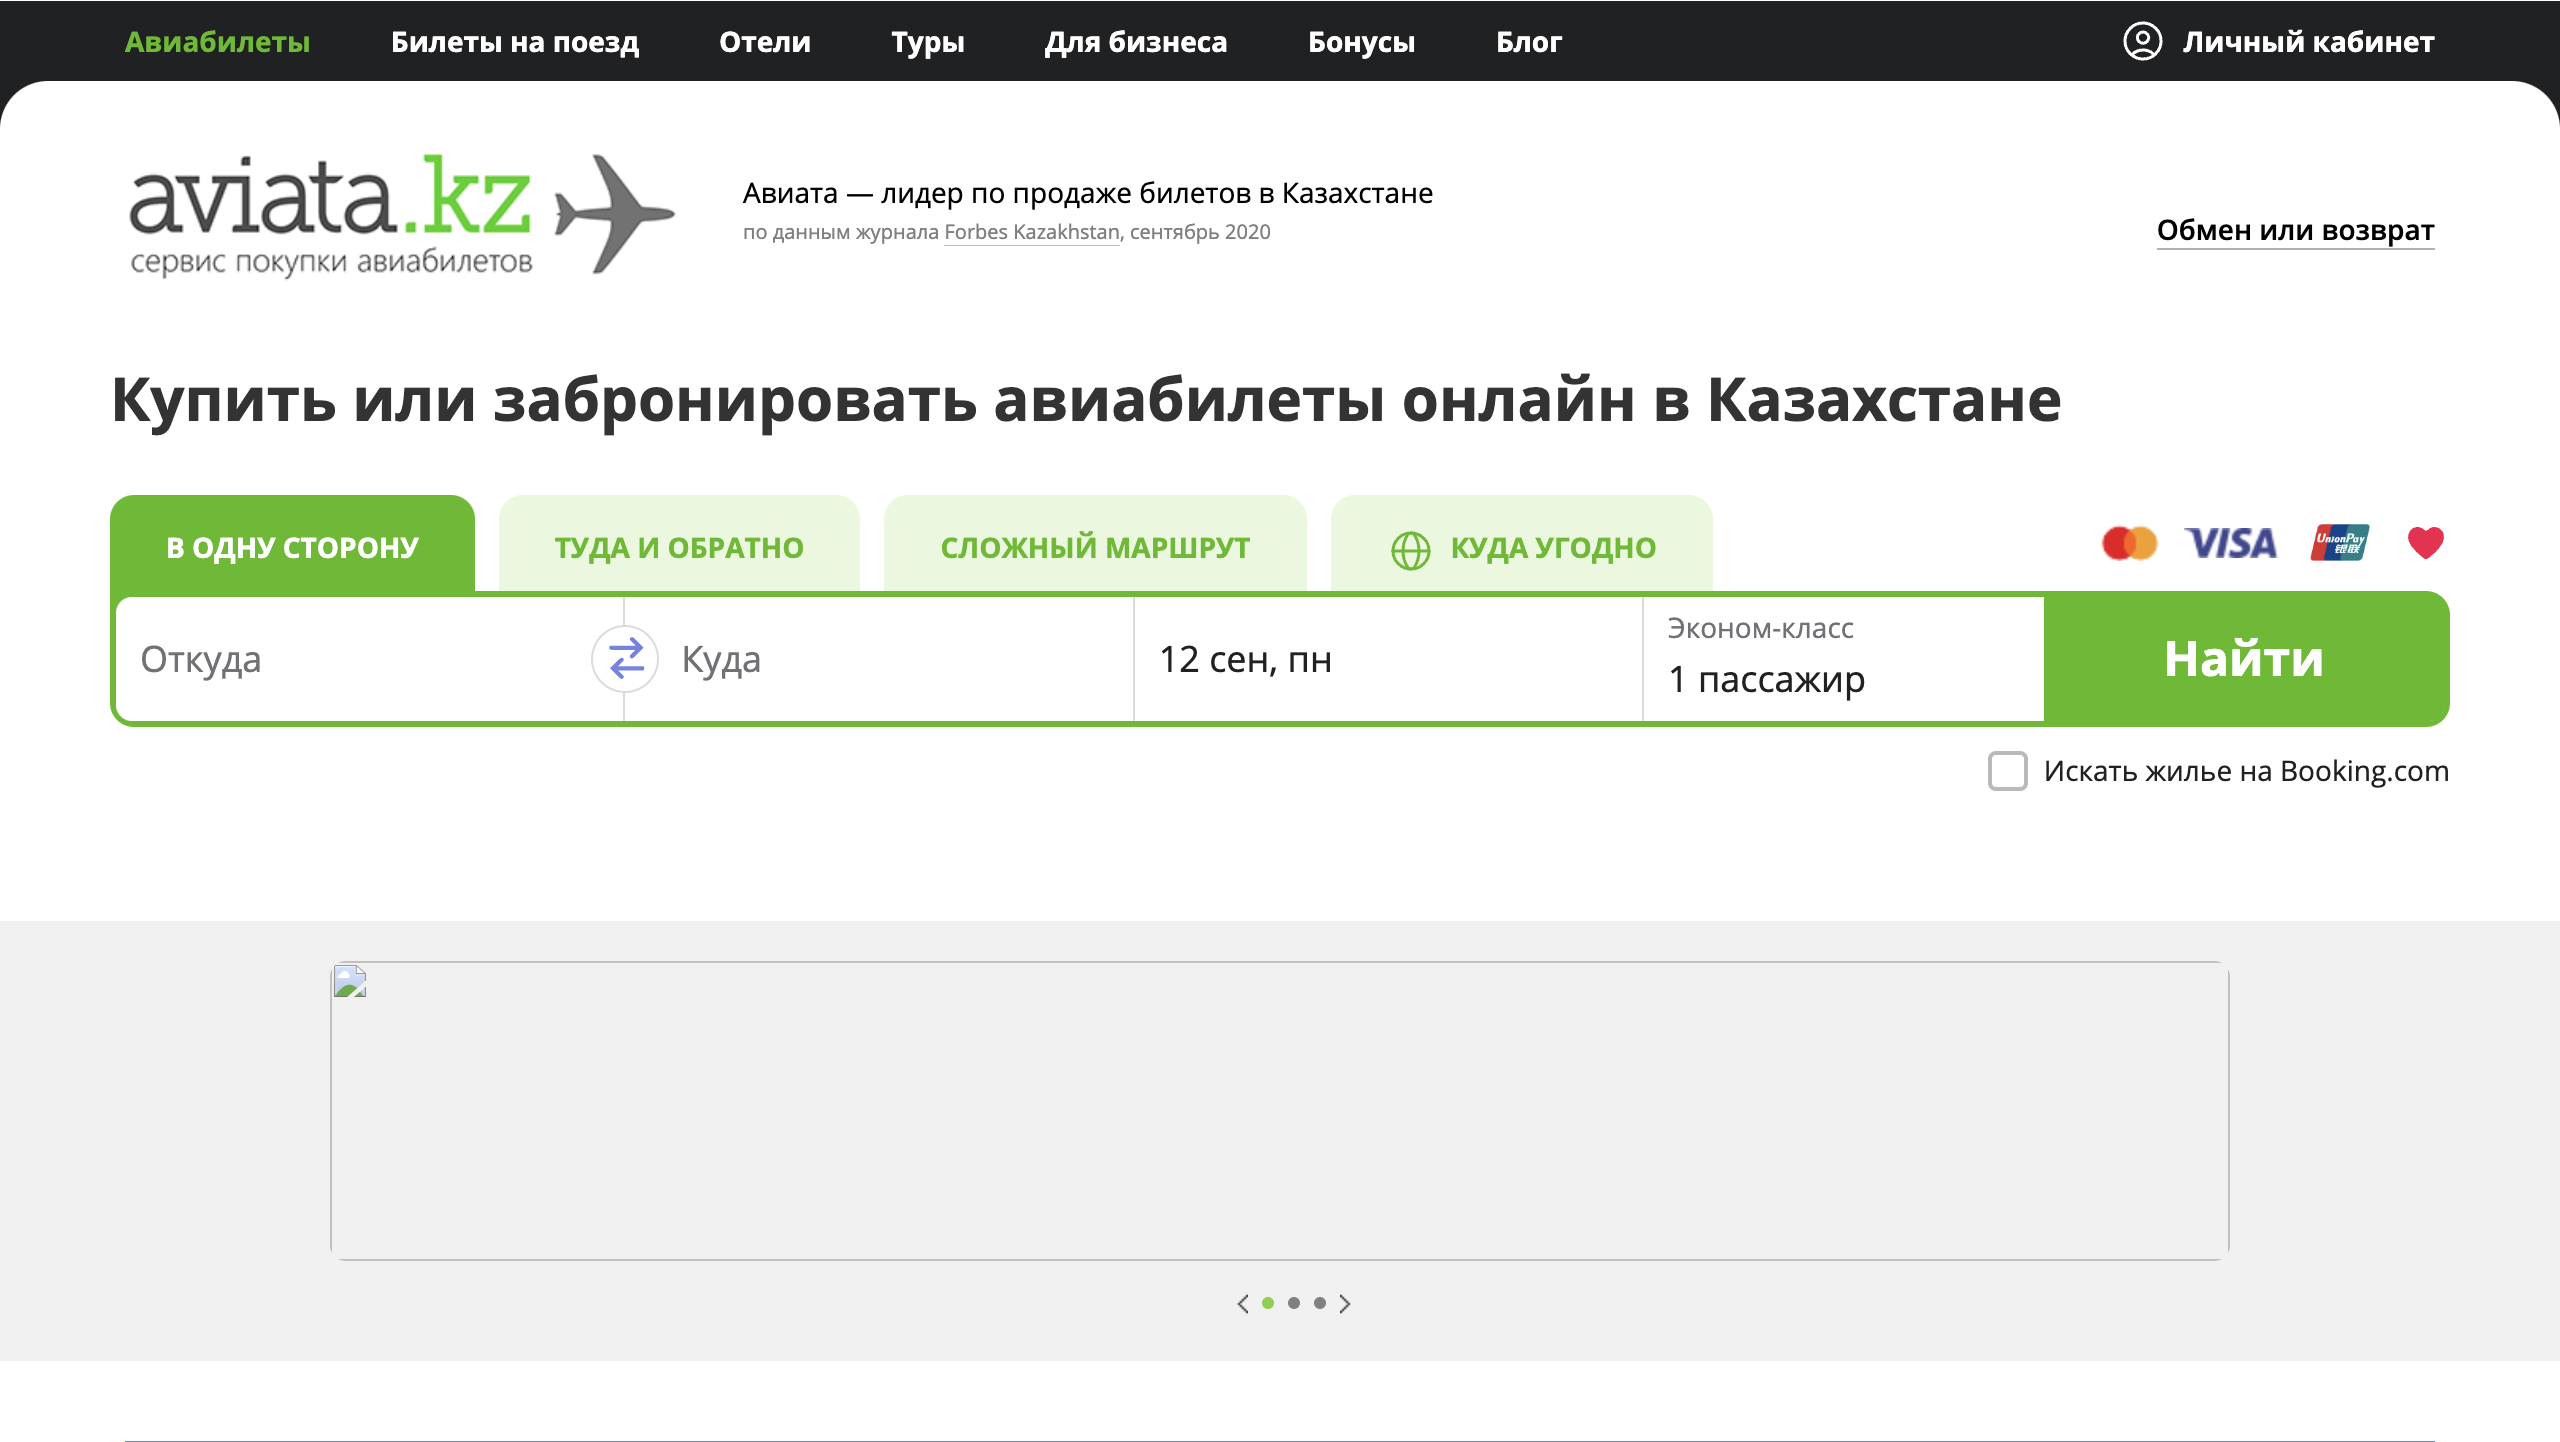 Авиабилеты Билеты на поезд Отели Туры Для бизнеса Бонусы Блог Личный кабинет
aviata.kz
сервис покупки авиабилетов
Авиата — лидер по продаже билетов в Казахстане
по данным журнала Forbes Kazakhstan, сентябрь 2020
Обмен или возврат
Купить или забронировать авиабилеты онлайн в Казахстане
В ОДНУ СТОРОНУ ТУДА И ОБРАТНО СЛОЖНЫЙ МАРШРУТ КУДА УГОДНО VISA UnionPay 银联
Откуда Куда 12 сен, пн
Эконом-класс
1 пассажир
Найти
Искать жилье на Booking.com